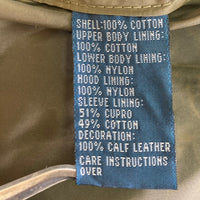 SHELL:100% COTTON
UPPER BODY LINING:
100% COTTON
LOWER BODY LINING:
100% NYLON
HOOD LINING:
100% NYLON
SLEEVE LINING:
51% CUPRO
49% COTTON
DECORATION:
100% CALF LEATHER
CARE INSTRUCTIONS
OVER